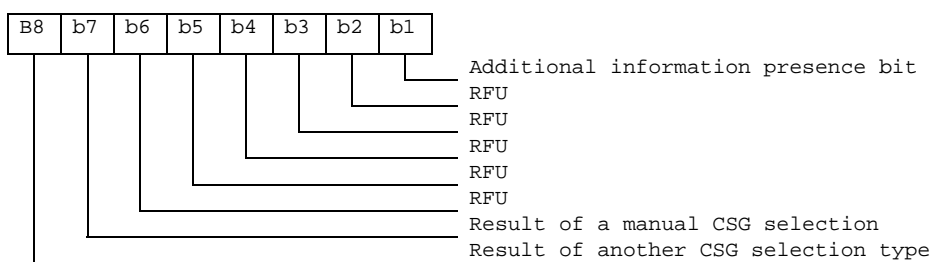 B8 b7 b6 b5 b4 b3 b2 b1
Additional information presence bit
RFU
RFU
RFU
RFU
RFU
Result of a manual CSG selection
Result of another CSG selection type